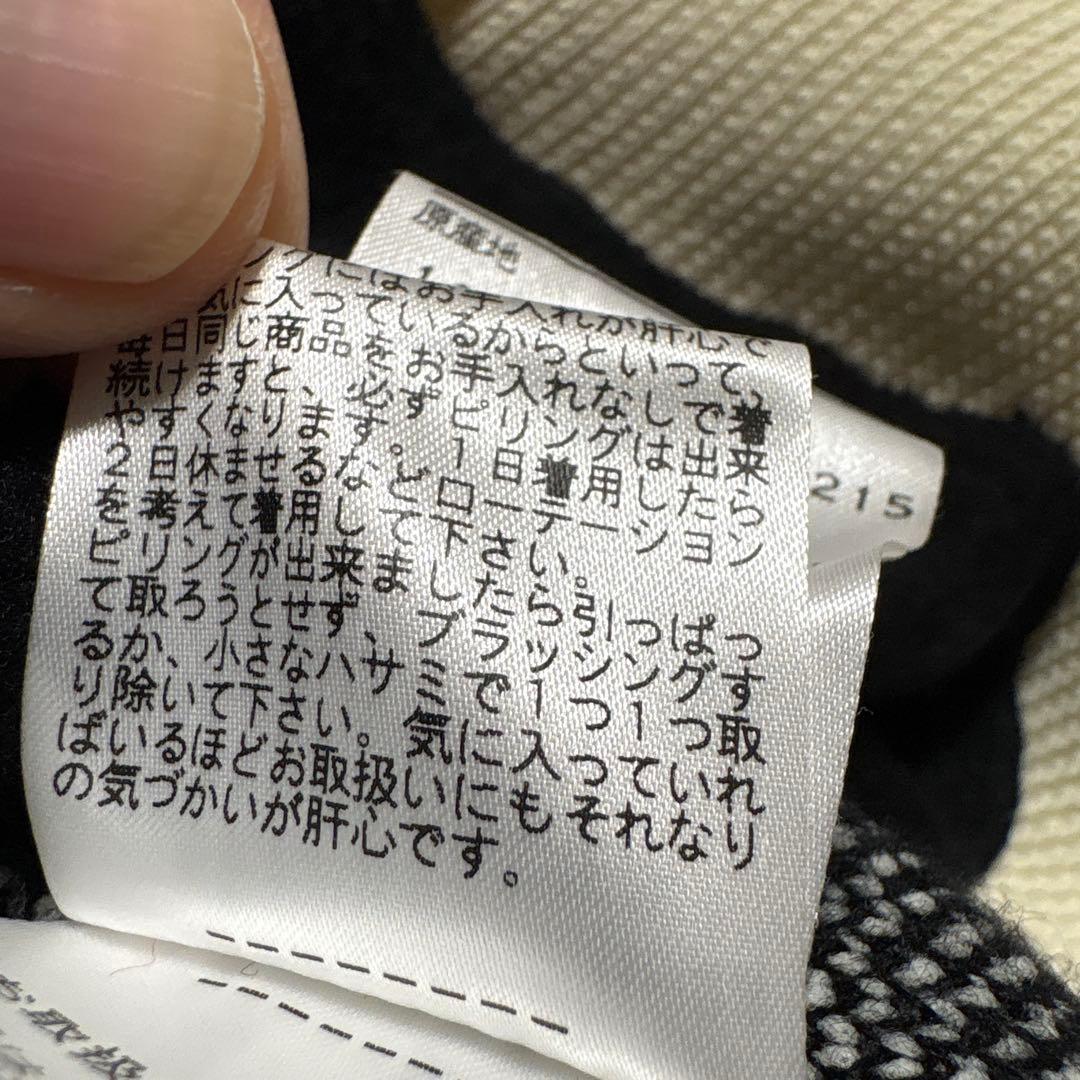 原産地
215
ングにはお手入れが肝心で
気に入っているからといって、
毎日同じ商品をお手入れなしで着
続けますと、必ずピリングは出来
やすくなります。1日着用したら
2日休ませるなどローテーション
を考えて着用して下さい。
ピリングが出来ましたら引っぱっ
て取ろうとせず、ブラッシングす
るか、小さなハサミで1つ1つ取
り除いて下さい。気に入っていれ
ばいるほどお取扱いにもそれなり
の気づかいが肝心です。
お取扱